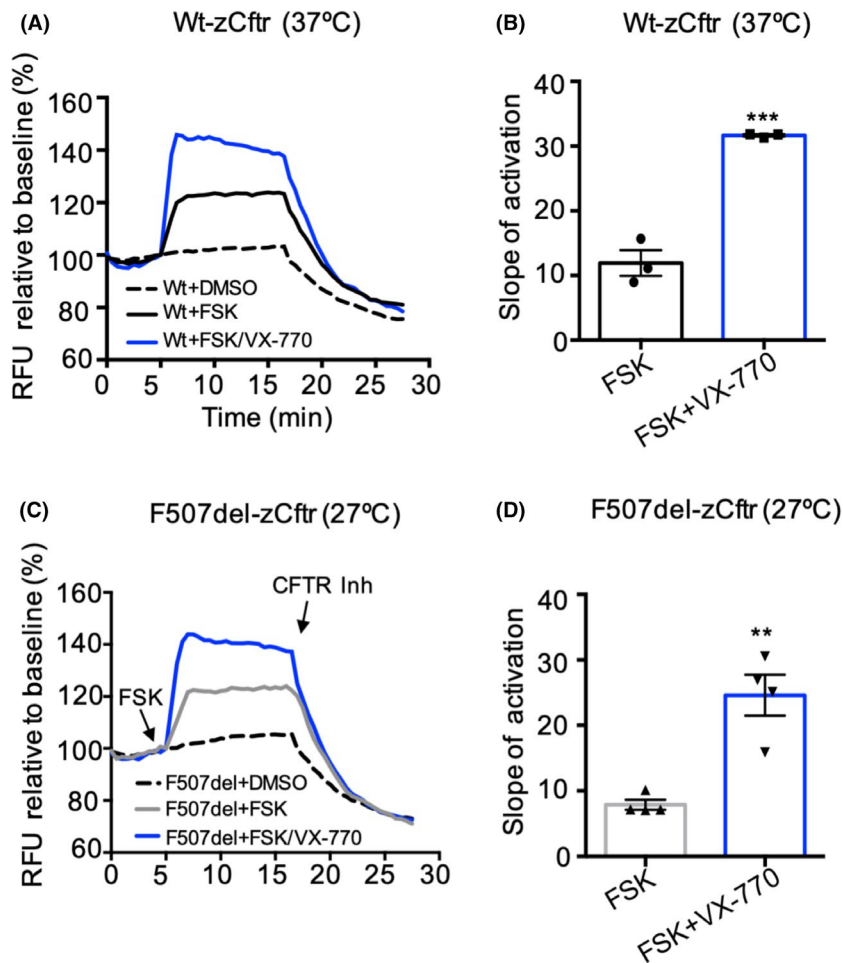 (A)
Wt-zCftr (37ºC)
RFU relative to baseline (%)
160
140
120
100
80
60
0 5 10 15 20 25 30
Time (min)
Wt+DMSO
Wt+FSK
Wt+FSK/VX-770
(B)
Wt-zCftr (37ºC)
Slope of activation
40
30
20
10
0
***
FSK
FSK+VX-770
(C)
F507del-zCftr (27ºC)
RFU relative to baseline (%)
160
140
120
100
80
60
0 5 10 15 20 25 30
FSK
CFTR Inh
F507del+DMSO
F507del+FSK
F507del+FSK/VX-770
(D)
F507del-zCftr (27ºC)
Slope of activation
40
30
20
10
0
**
FSK
FSK+VX-770